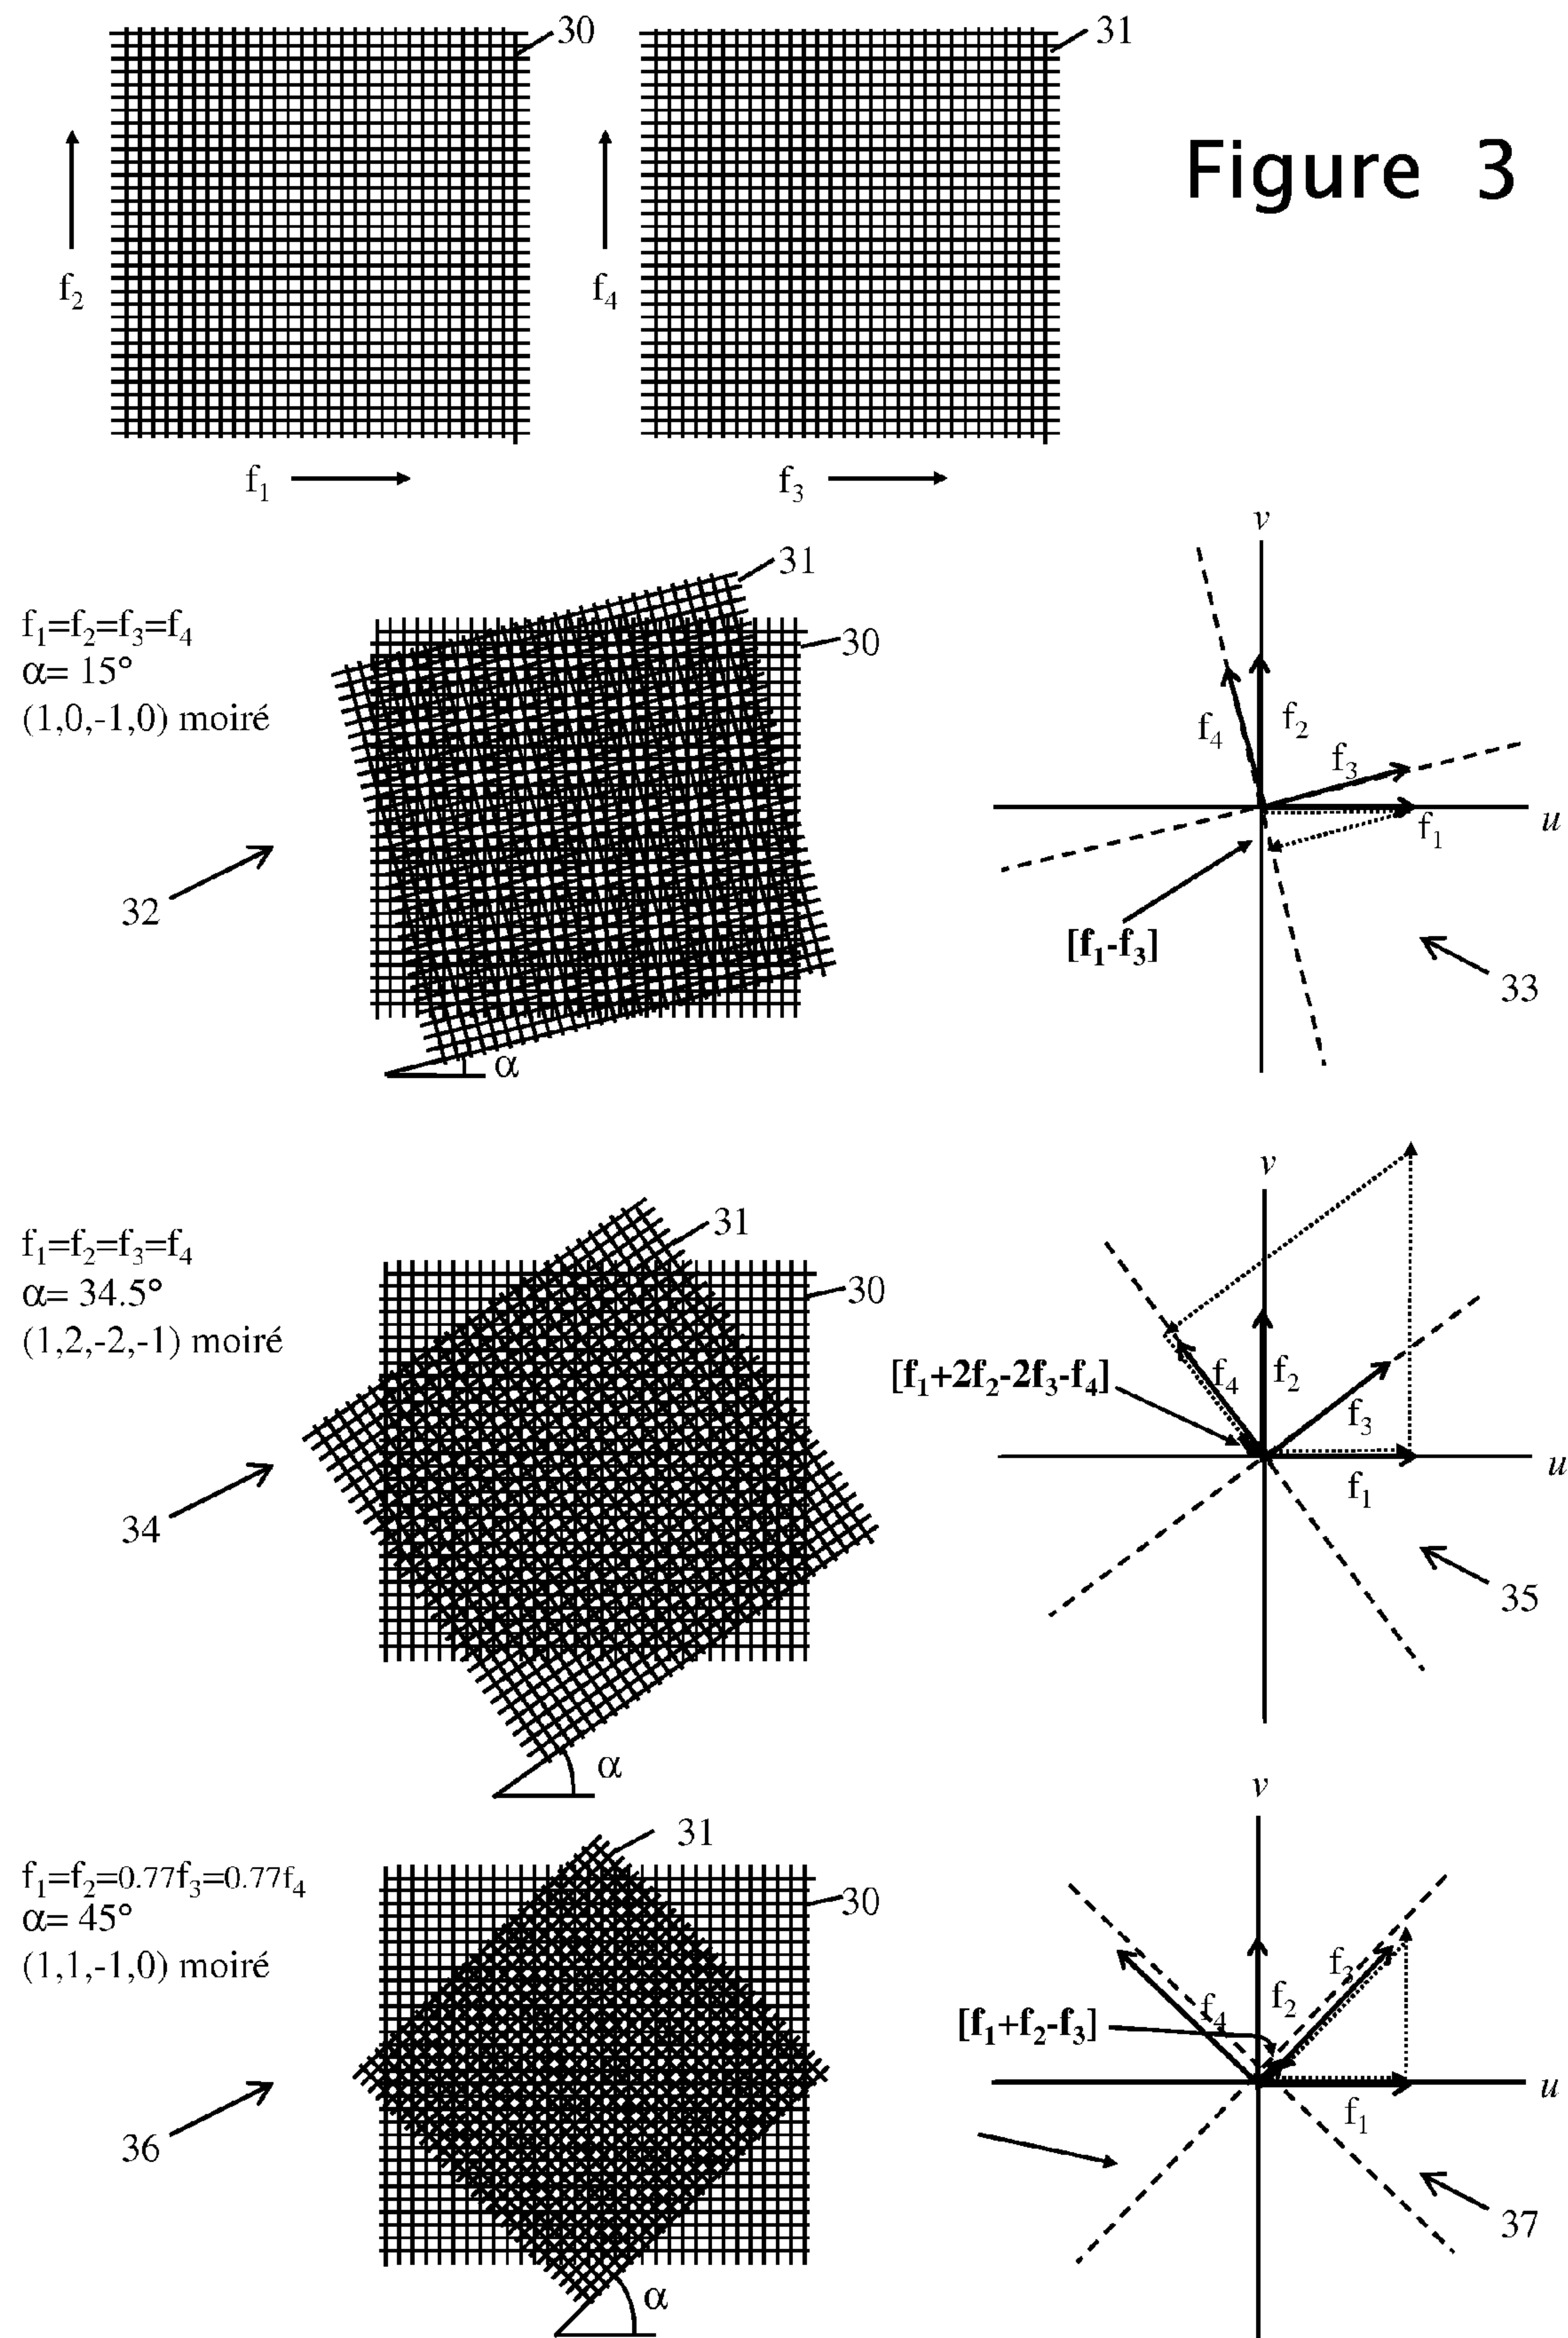 30
31
Figure 3
f₂
f₄
f₁
f₃
f₁=f₂=f₃=f₄
α= 15°
(1,0,-1,0) moiré
31
30
32
α
v
f₄
f₂
f₃
f₁
u
[f₁-f₃]
33
f₁=f₂=f₃=f₄
α= 34.5°
(1,2,-2,-1) moiré
31
30
34
α
v
[f₁+2f₂-2f₃-f₄]
f₄
f₂
f₃
f₁
u
35
f₁=f₂=0.77f₃=0.77f₄
α= 45°
(1,1,-1,0) moiré
31
30
36
α
v
f₃
f₂
f₄
[f₁+f₂-f₃]
f₁
u
37